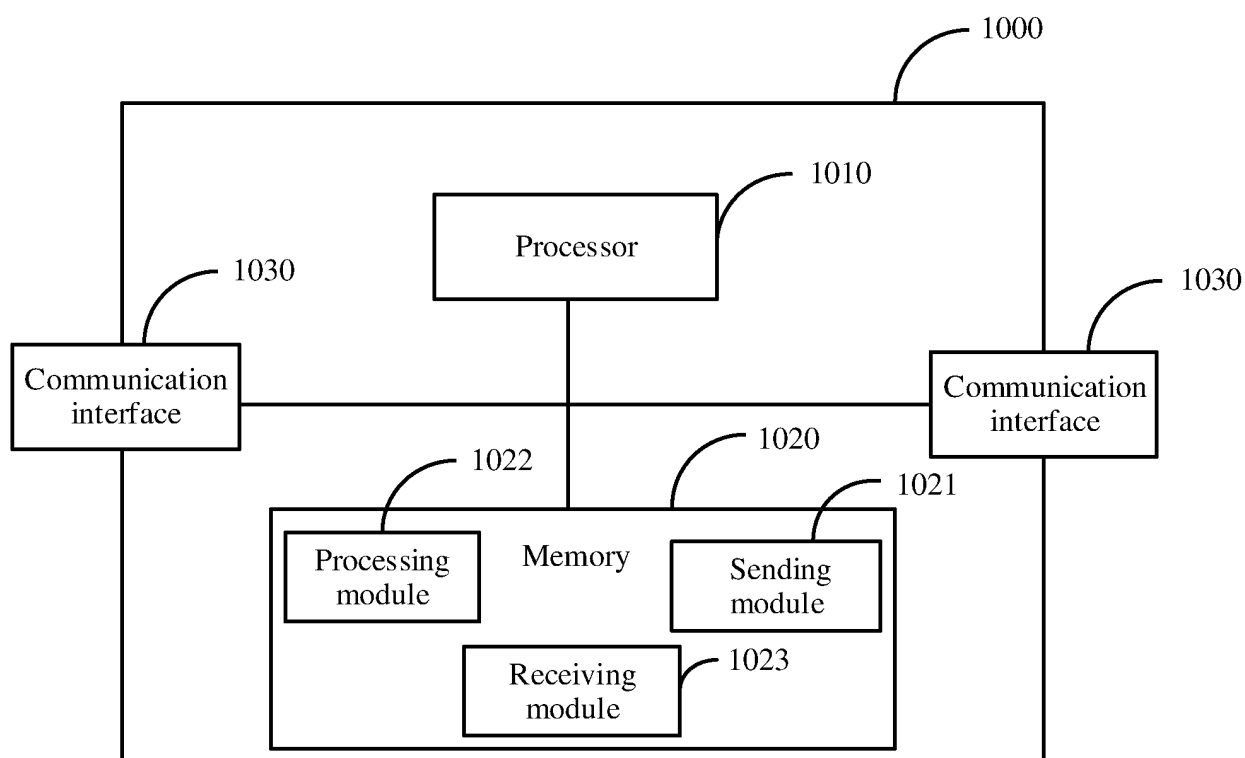 1000
1010
Processor
1030
1030
Communication
interface
Communication
interface
1020
1022
1021
Processing
module
Memory
Sending
module
Receiving
module
1023